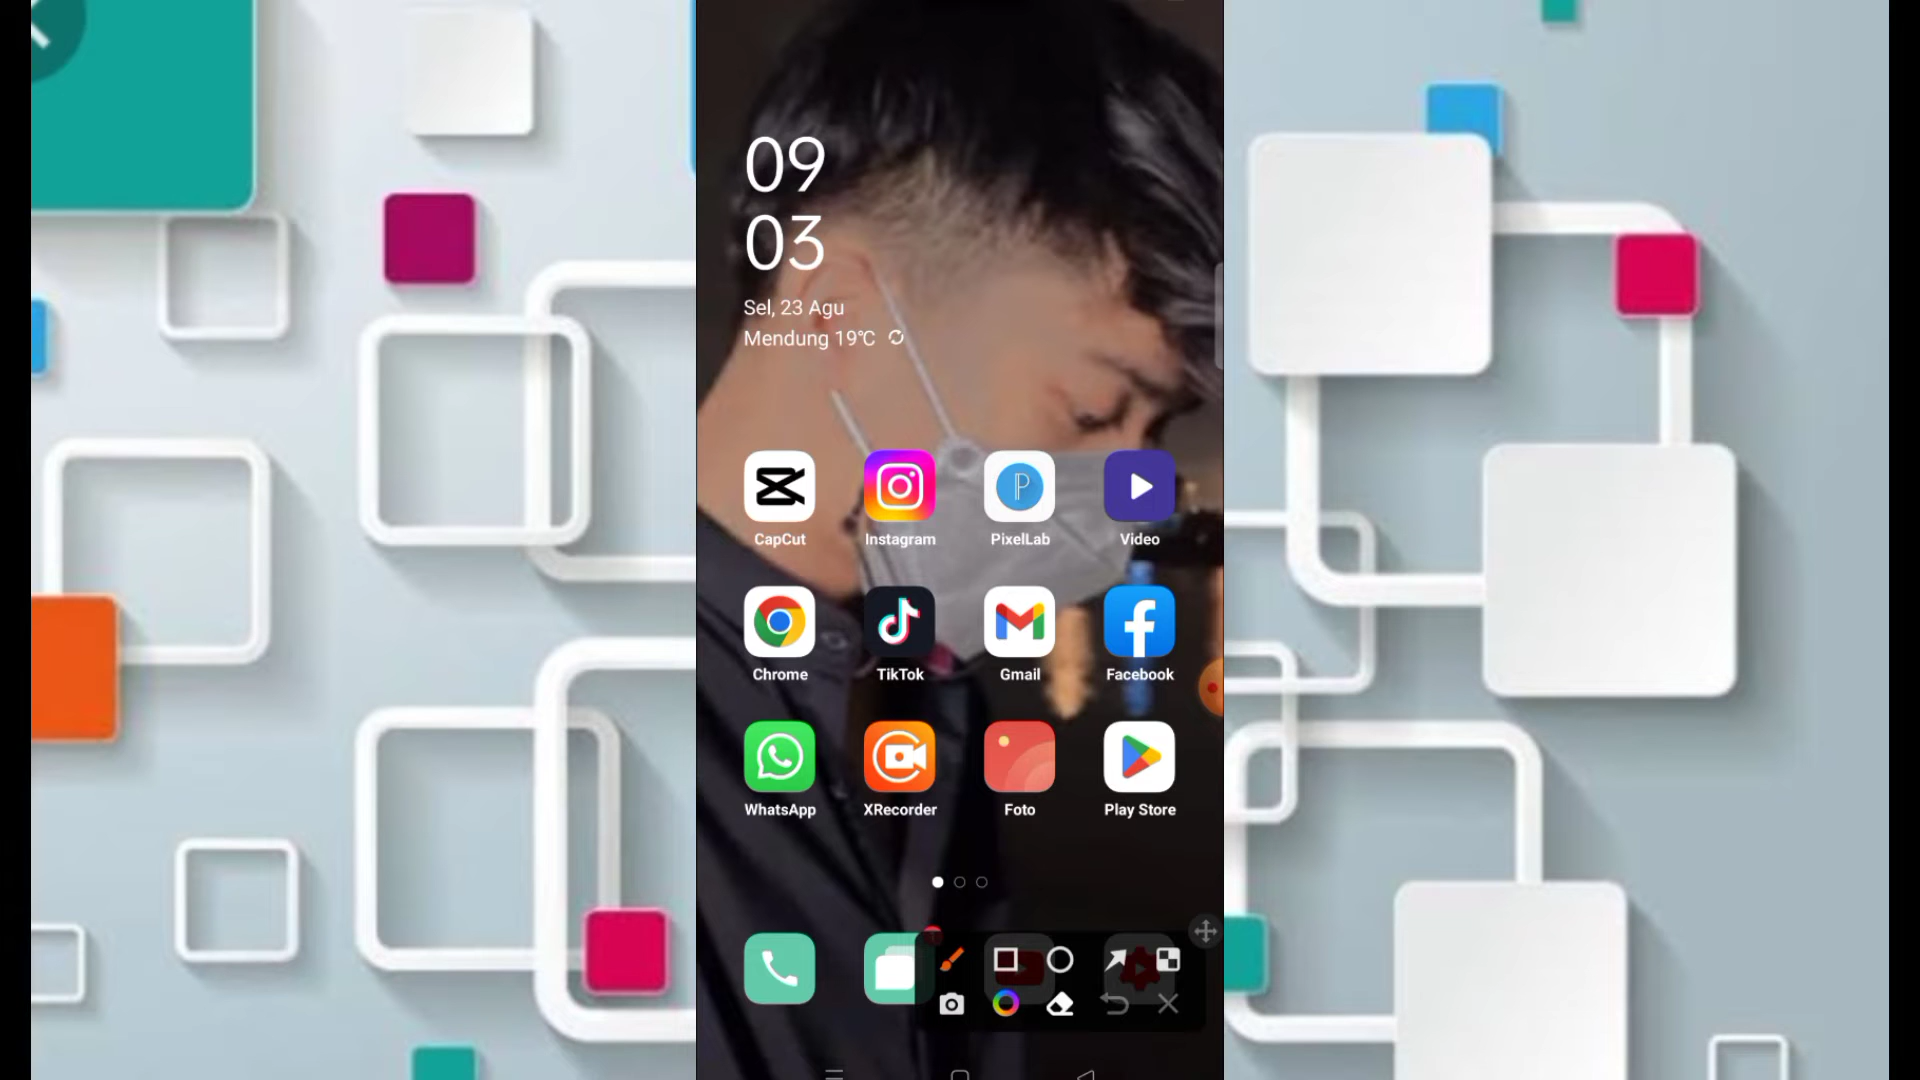 09
03
Sel, 23 Agu
Mendung 19℃
CapCut
Instagram
PixelLab
Video
Chrome
TikTok
Gmail
Facebook
WhatsApp
XRecorder
Foto
Play Store